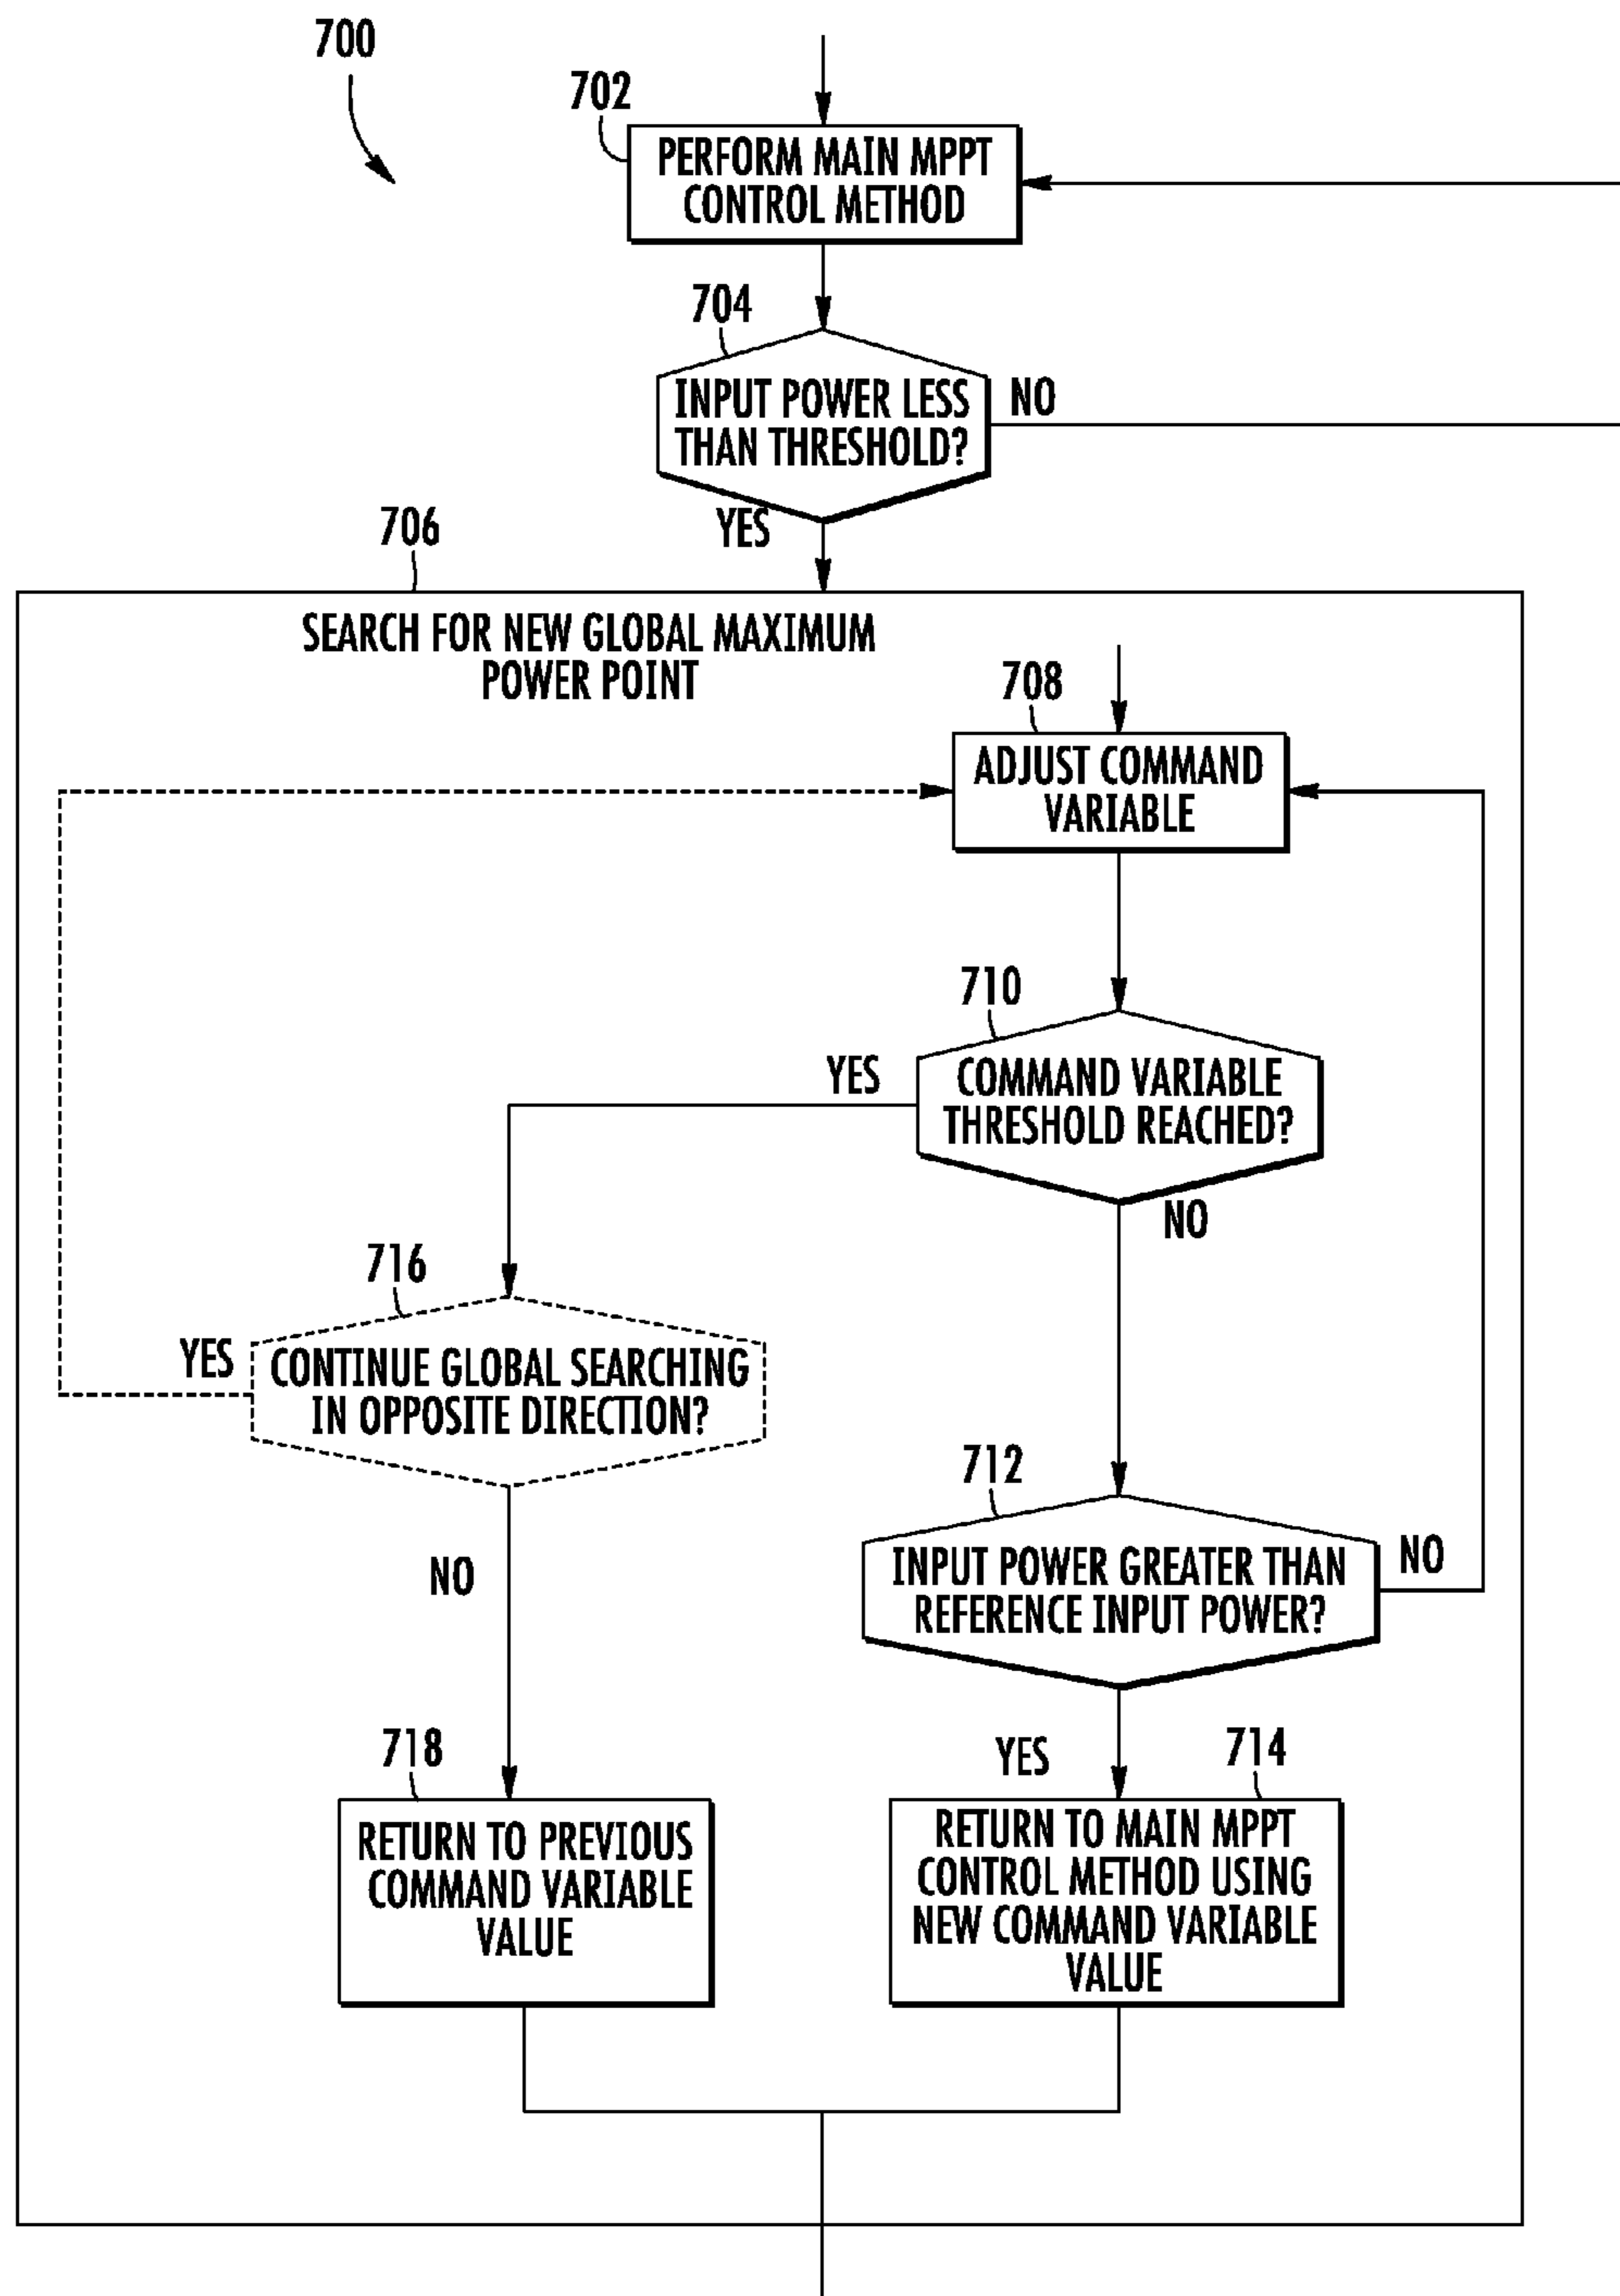 700
702
PERFORM MAIN MPPT
CONTROL METHOD
704
INPUT POWER LESS
THAN THRESHOLD?
NO
YES
706
SEARCH FOR NEW GLOBAL MAXIMUM
POWER POINT
708
ADJUST COMMAND
VARIABLE
710
COMMAND VARIABLE
THRESHOLD REACHED?
YES
NO
716
CONTINUE GLOBAL SEARCHING
IN OPPOSITE DIRECTION?
YES
NO
712
INPUT POWER GREATER THAN
REFERENCE INPUT POWER?
NO
YES
718
RETURN TO PREVIOUS
COMMAND VARIABLE
VALUE
714
RETURN TO MAIN MPPT
CONTROL METHOD USING
NEW COMMAND VARIABLE
VALUE